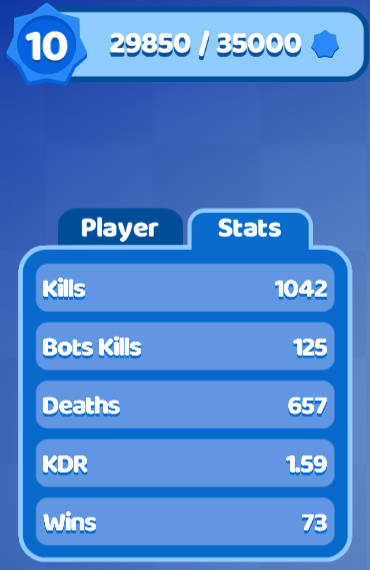 10
29850 / 35000
Player Stats
Kills 1042
Bots Kills 125
Deaths 657
KDR 1.59
Wins 73